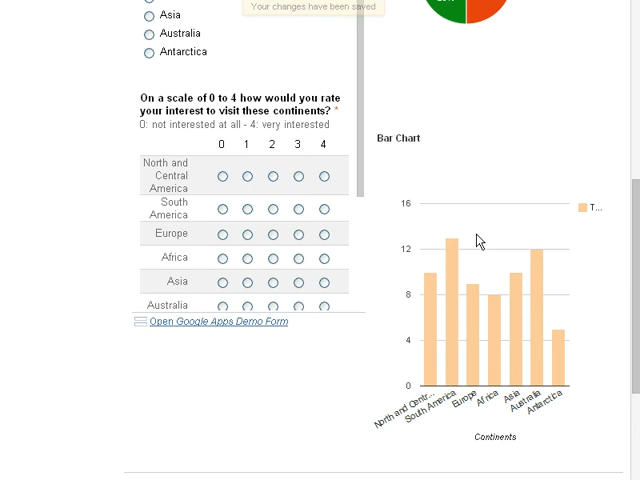 Your changes have been saved
Asia
Australia
Antarctica
On a scale of 0 to 4 how would you rate
your interest to visit these continents? *
0: not interested at all - 4: very interested
0 1 2 3 4
North and
Central
America
South
America
Europe
Africa
Asia
Australia
Open Google Apps Demo Form
Bar Chart
16
12
8
4
0
T...
North and Centr...
South America
Europe
Africa
Asia
Australia
Antarctica
Continents